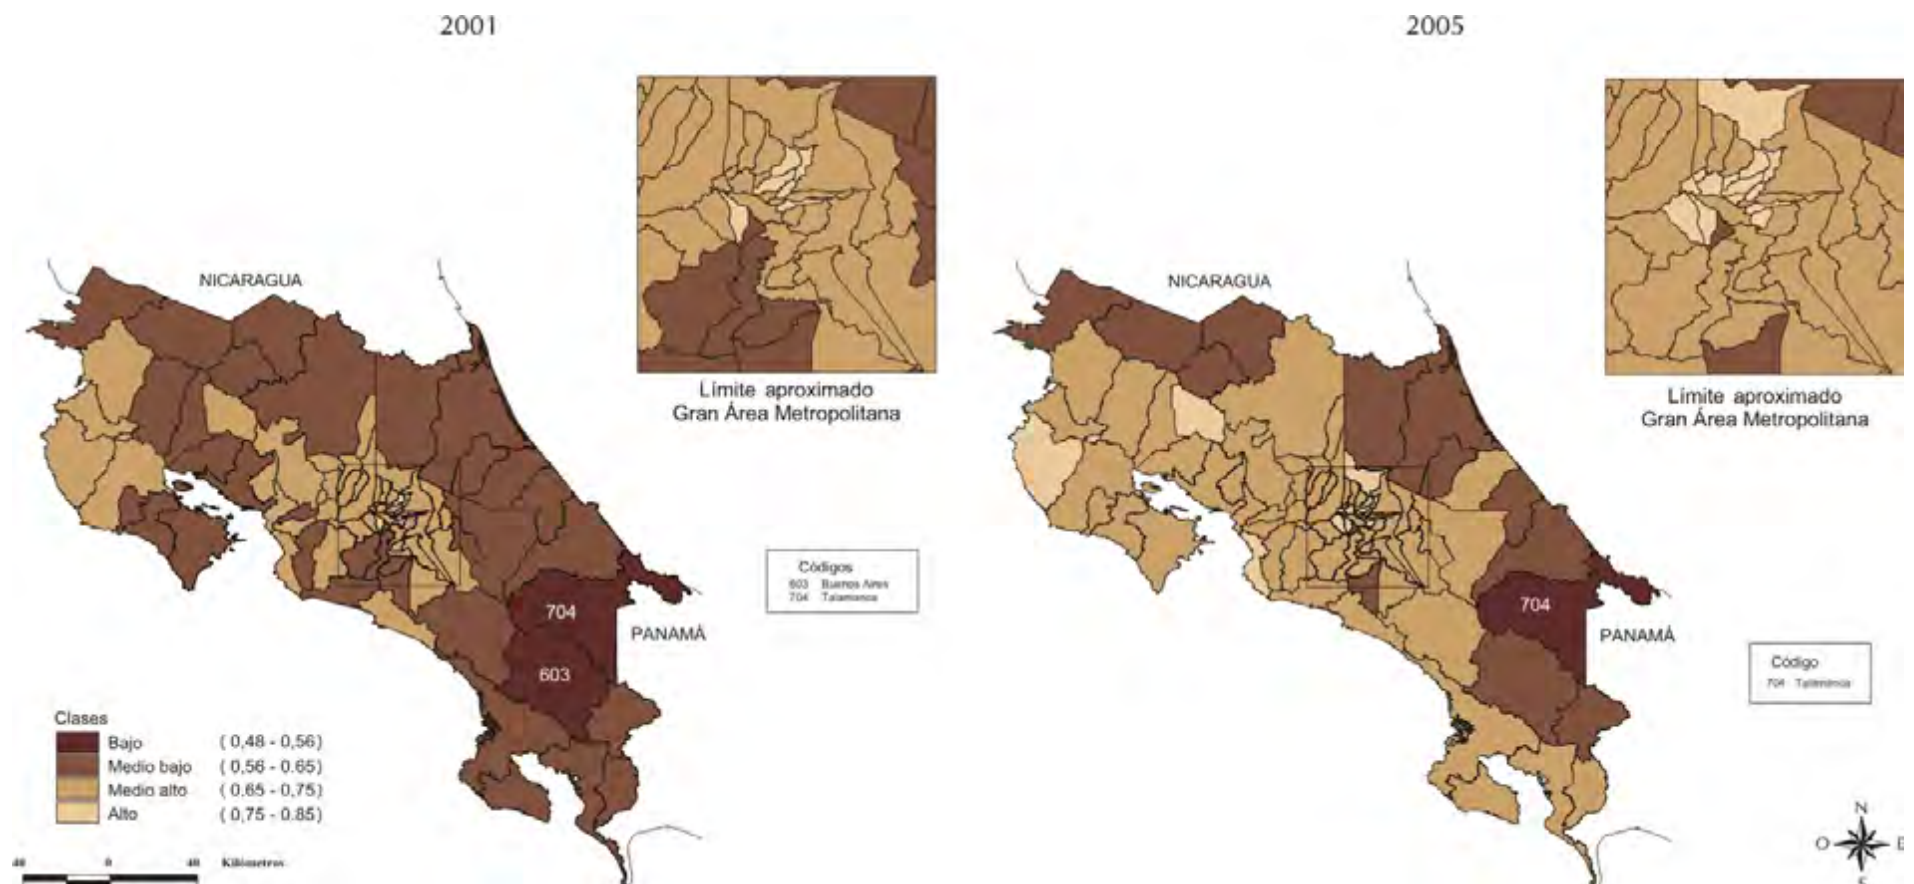 2001
NICARAGUA
Límite aproximado
Gran Área Metropolitana
Códigos
603 Buenos Aires
704 Talamanca
704
PANAMÁ
603
Clases
Bajo ( 0,48 - 0,56)
Medio bajo ( 0,56 - 0.65)
Medio alto ( 0.65 - 0,75)
Alto ( 0,75 - 0.85)
40 0 40 Kilómetros
2005
NICARAGUA
Límite aproximado
Gran Área Metropolitana
704
PANAMÁ
Código
704 Talamanca
N
O E
S